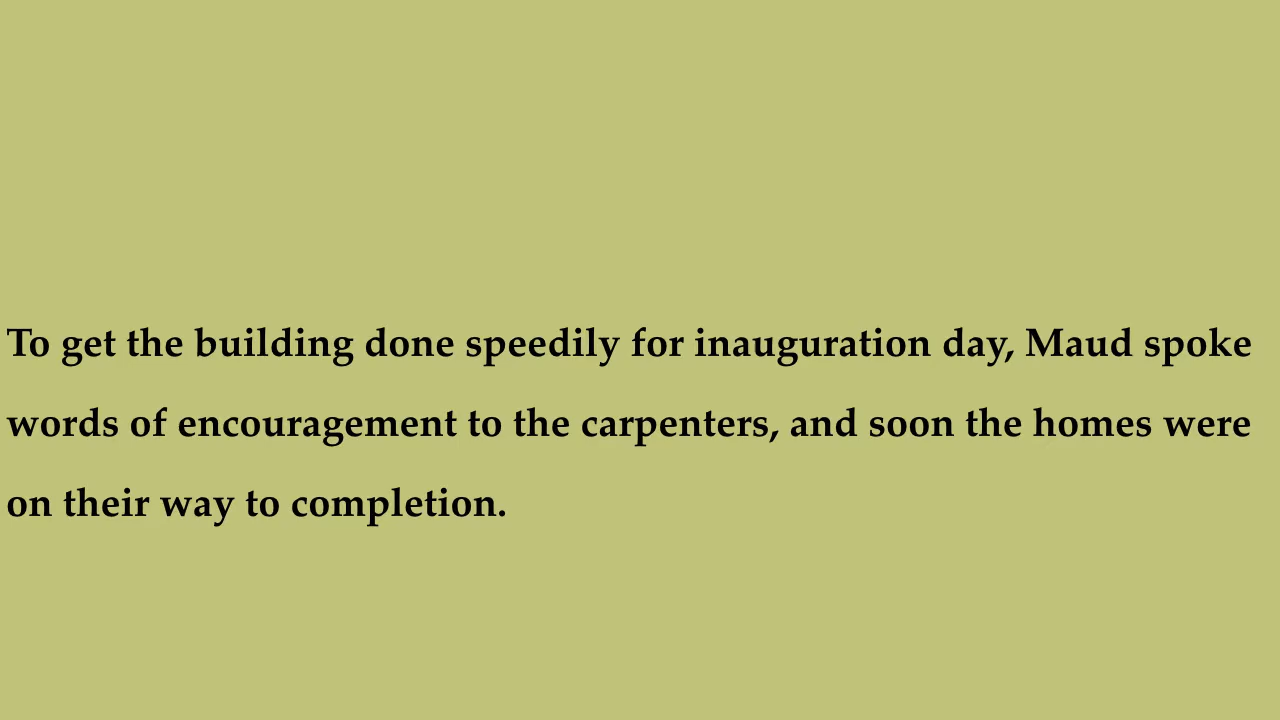 To get the building done speedily for inauguration day, Maud spoke
words of encouragement to the carpenters, and soon the homes were
on their way to completion.